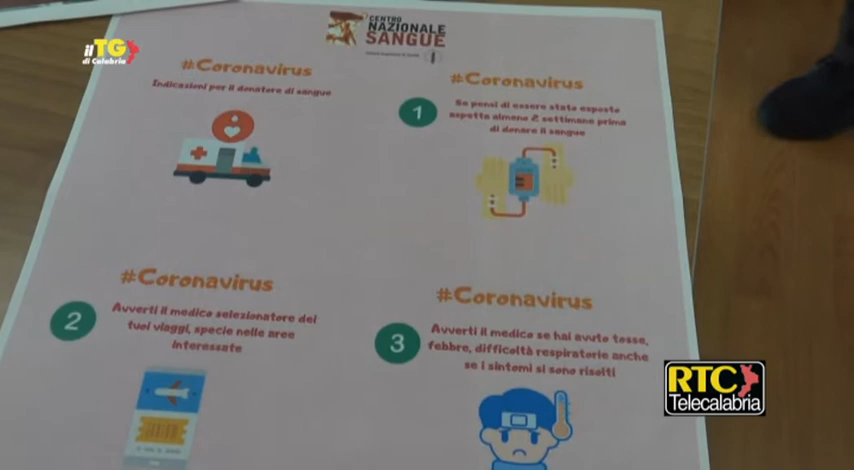 il TG
di Calabria
CENTRO
NAZIONALE
SANGUE
#Coronavirus
Indicazioni per il donatore di sangue
#Coronavirus
1
Se pensi di essere stato esposto
aspetta almeno 2 settimane prima
di donare il sangue
#Coronavirus
2
Avverti il medico selezionatore dei
tuoi viaggi, specie nelle aree
interessate
#Coronavirus
3
Avverti il medico se hai avuto tosse,
febbre, difficoltà respiratorie anche
se i sintomi si sono risolti
RTC
Telecalabria